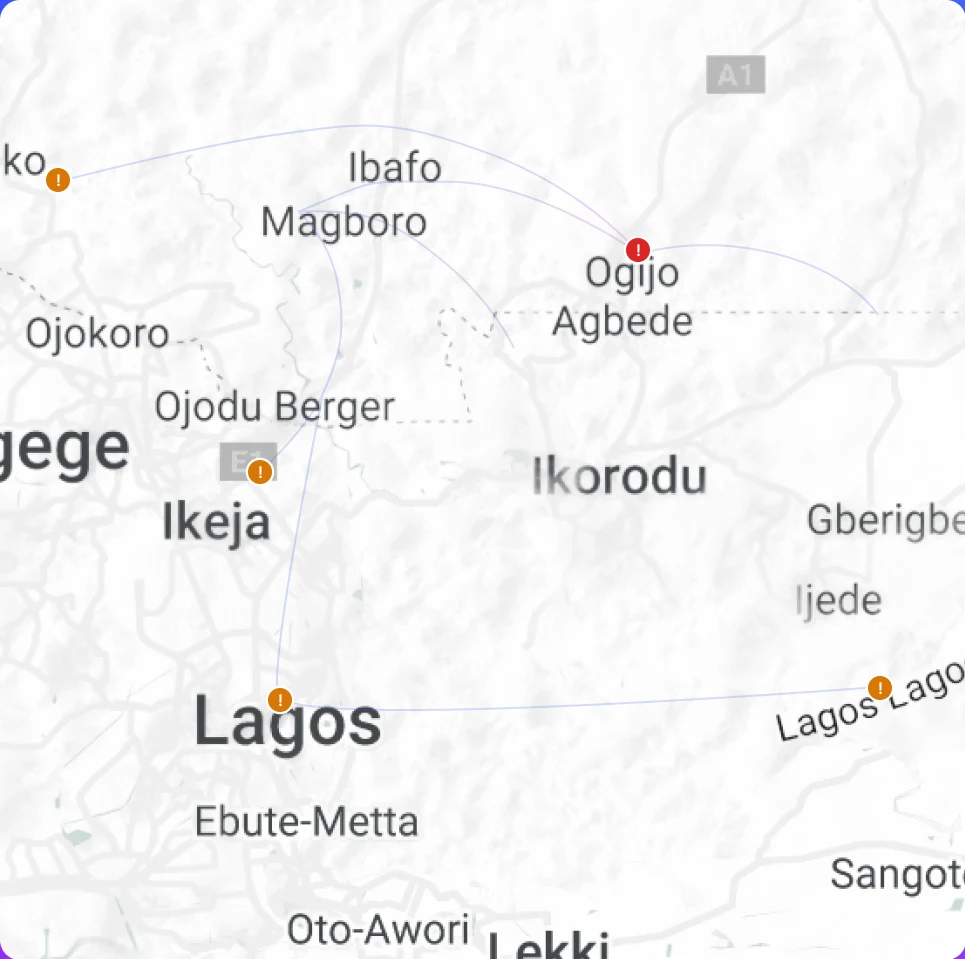 A1
ko
!
Ibafo
Magboro
!
Ogijo
Agbede
Ojokoro
Ojodu Berger
gege
E1
!
Ikorodu
Ikeja
Gberigbe
Ijede
!
!
Lagos
Lagos Lago
Ebute-Metta
Sangot
Oto-Awori
Lekki